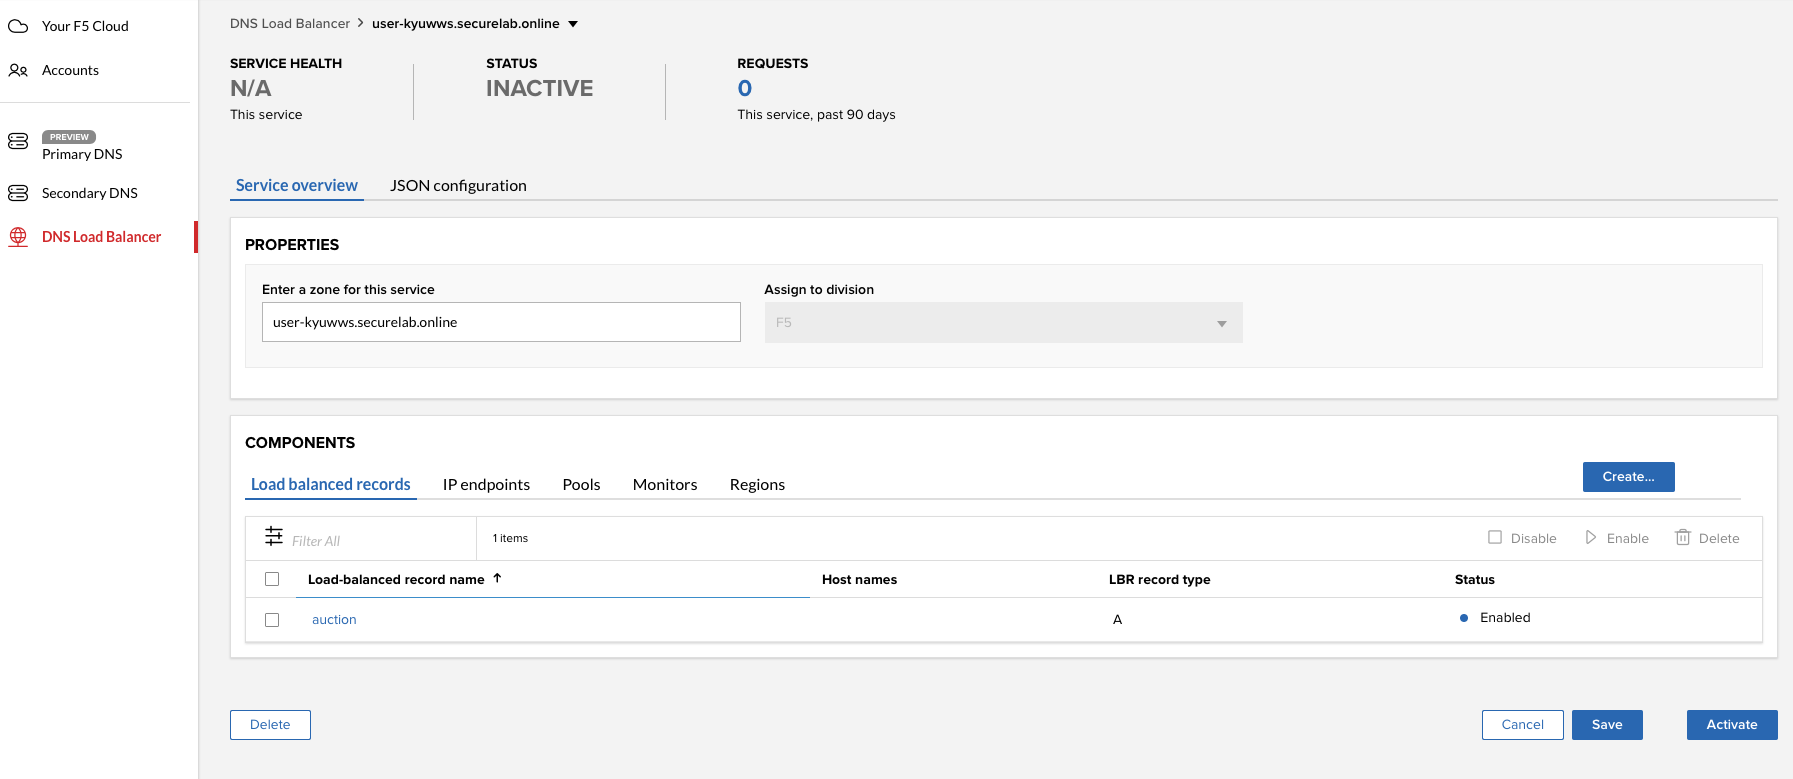 Your F5 Cloud
Accounts
PREVIEW
Primary DNS
Secondary DNS
DNS Load Balancer
DNS Load Balancer > user-kyuwws.securelab.online
SERVICE HEALTH
N/A
This service
STATUS
INACTIVE
REQUESTS
0
This service, past 90 days
Service overview JSON configuration
PROPERTIES
Enter a zone for this service Assign to division
user-kyuwws.securelab.online F5
COMPONENTS
Load balanced records IP endpoints Pools Monitors Regions Create...
Filter All 1 items Disable Enable Delete
Load-balanced record name ↑ Host names LBR record type Status
auction A Enabled
Delete Cancel Save Activate